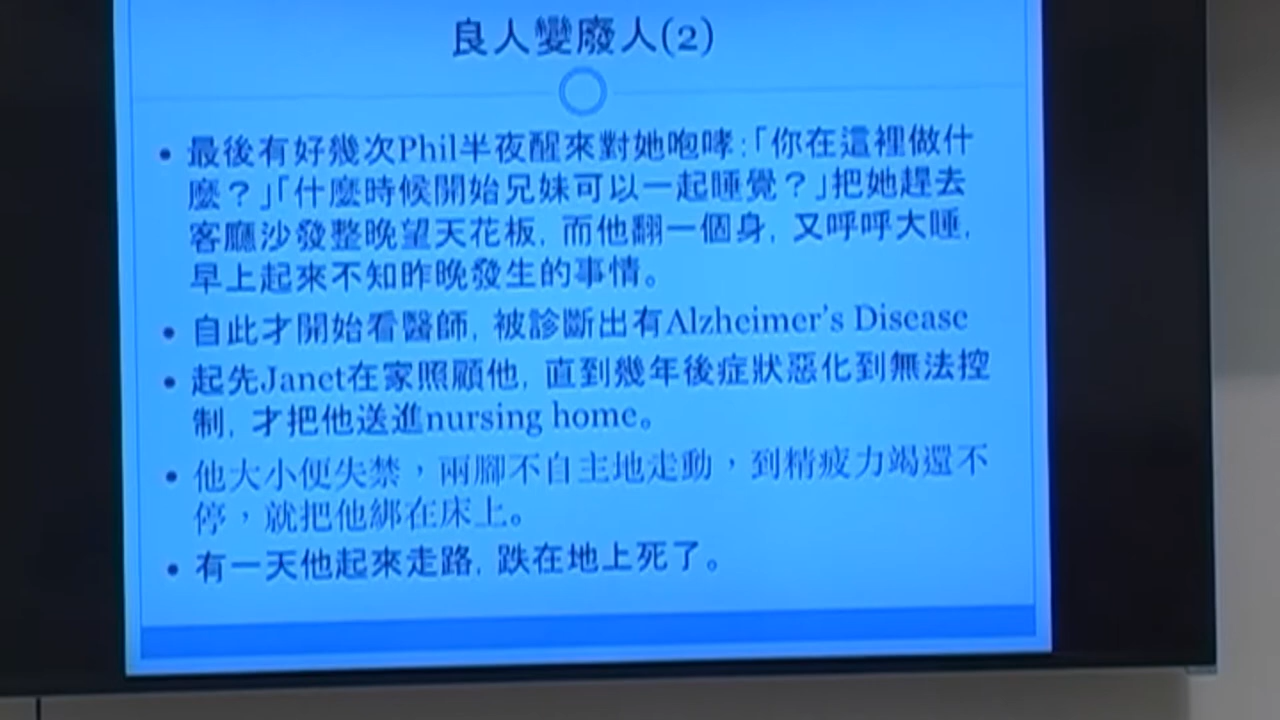 良人變廢人(2)
• 最後有好幾次Phil半夜醒來對她咆哮:「你在這裡做什
麼？」「什麼時候開始兄妹可以一起睡覺？」把她趕去
客廳沙發整晚望天花板, 而他翻一個身, 又呼呼大睡,
早上起來不知昨晚發生的事情。
• 自此才開始看醫師, 被診斷出有Alzheimer's Disease
• 起先Janet在家照顧他, 直到幾年後症狀惡化到無法控
制, 才把他送進nursing home。
• 他大小便失禁，兩腳不自主地走動，到精疲力竭還不
停，就把他綁在床上。
• 有一天他起來走路, 跌在地上死了。